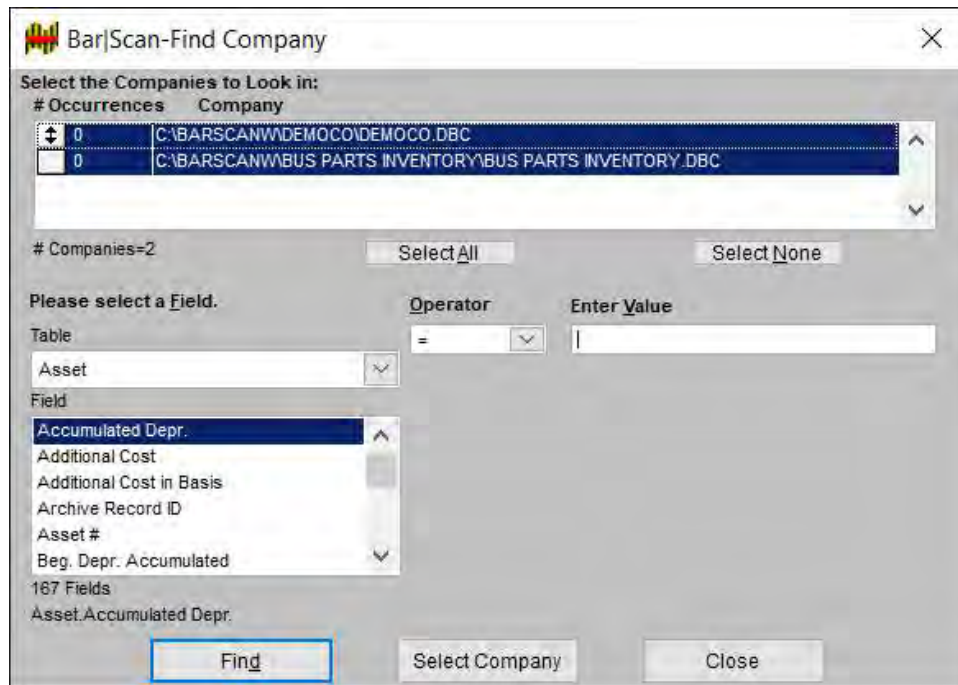 Bar|Scan-Find Company
Select the Companies to Look in:
# Occurrences Company
0 C:\BARSCANW\DEMOCO\DEMOCO.DBC
0 C:\BARSCANW\BUS PARTS INVENTORY\BUS PARTS INVENTORY.DBC
# Companies=2 Select All Select None
Please select a Field. Operator Enter Value
Table
=
Asset
Field
Accumulated Depr.
Additional Cost
Additional Cost in Basis
Archive Record ID
Asset #
Beg. Depr. Accumulated
167 Fields
Asset.Accumulated Depr.
Find Select Company Close